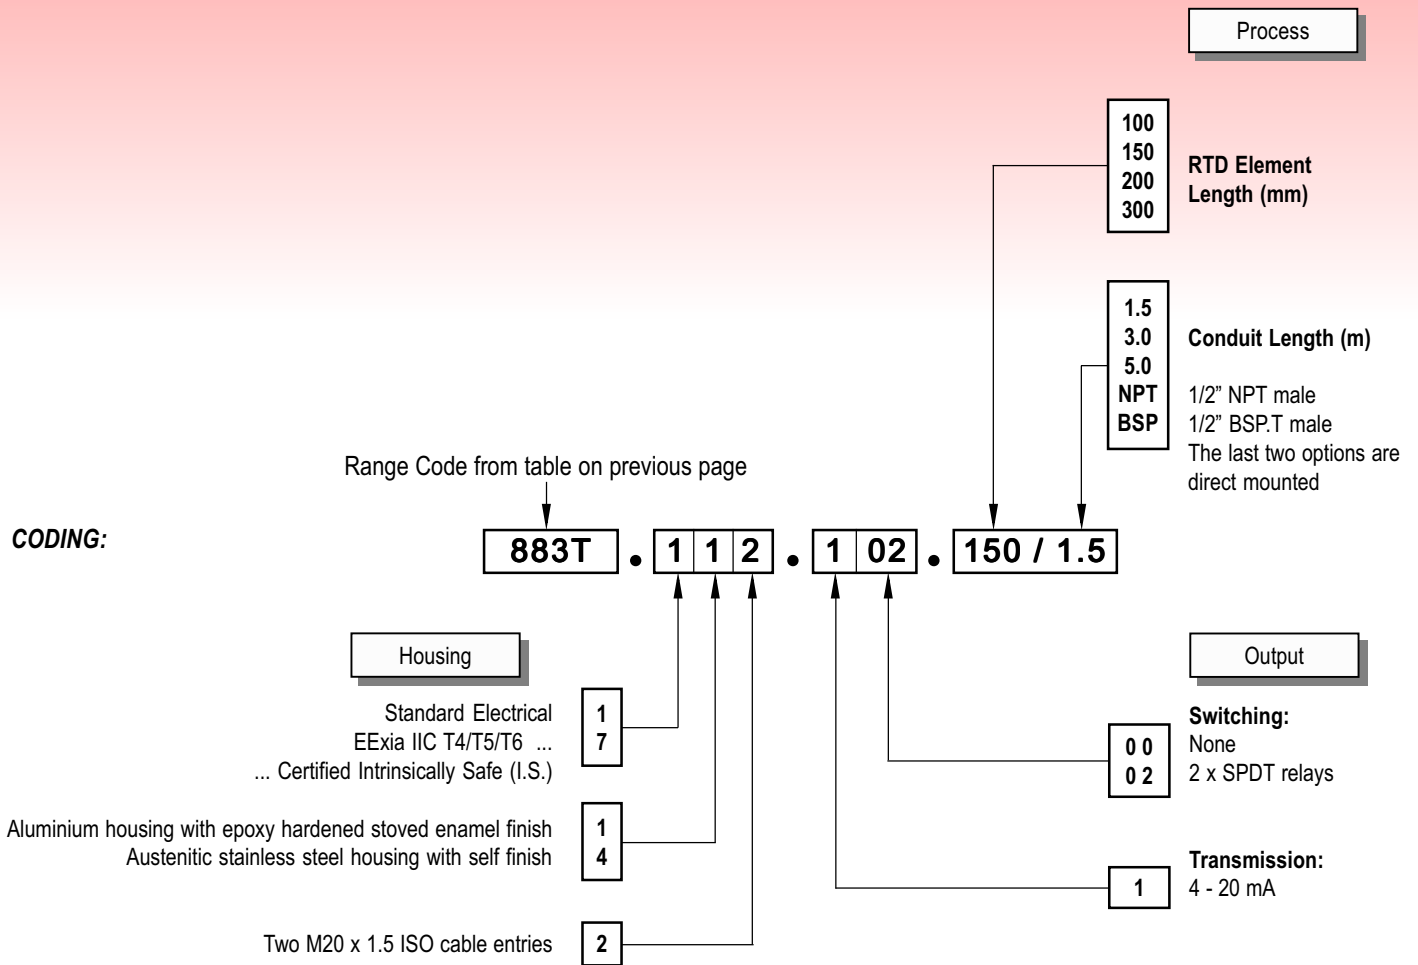 Process
100
150
200
300
RTD Element
Length (mm)
1.5
3.0
5.0
NPT
BSP
Conduit Length (m)
1/2” NPT male
1/2” BSP.T male
The last two options are
direct mounted
Range Code from table on previous page
CODING:
883T . 1 1 2 . 1 02 . 150 / 1.5
Housing
Standard Electrical
EExia IIC T4/T5/T6 ...
... Certified Intrinsically Safe (I.S.)
1
7
Aluminium housing with epoxy hardened stoved enamel finish
Austenitic stainless steel housing with self finish
1
4
Two M20 x 1.5 ISO cable entries
2
Output
Switching:
None
2 x SPDT relays
0 0
0 2
Transmission:
4 - 20 mA
1